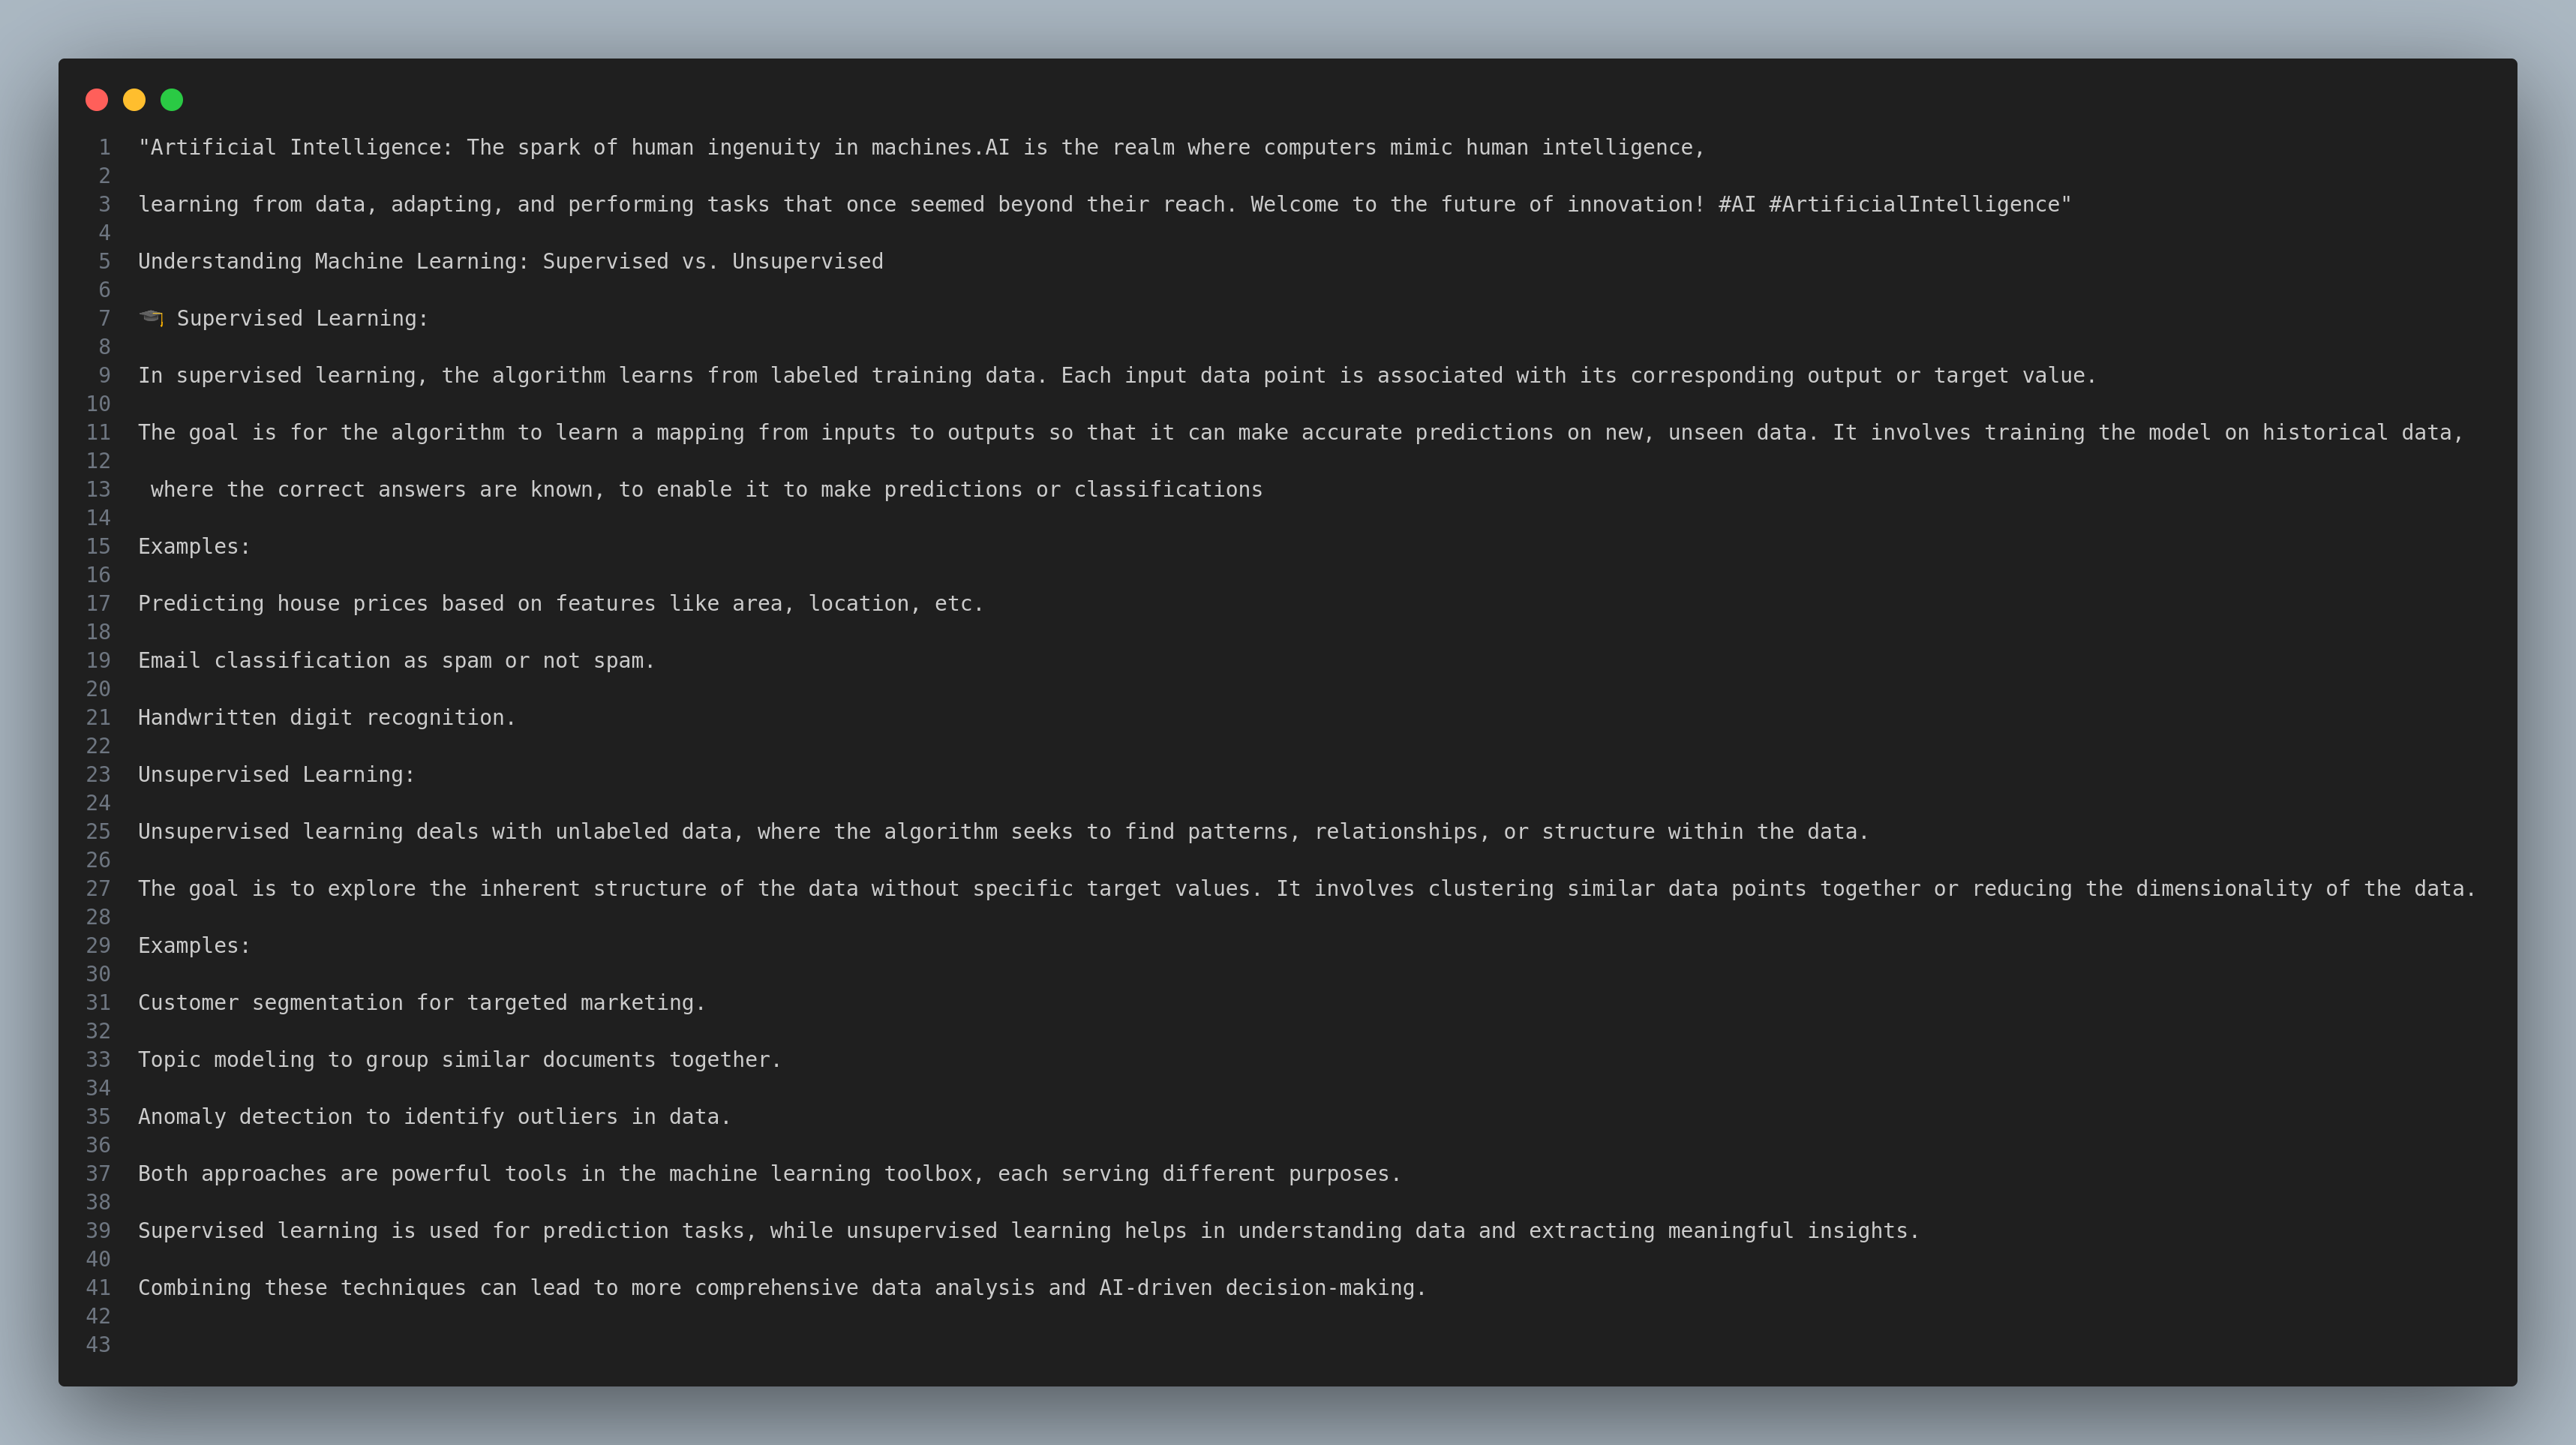 1 "Artificial Intelligence: The spark of human ingenuity in machines.AI is the realm where computers mimic human intelligence,
2
3 learning from data, adapting, and performing tasks that once seemed beyond their reach. Welcome to the future of innovation! #AI #ArtificialIntelligence"
4
5 Understanding Machine Learning: Supervised vs. Unsupervised
6
7 🎓 Supervised Learning:
8
9 In supervised learning, the algorithm learns from labeled training data. Each input data point is associated with its corresponding output or target value.
10
11 The goal is for the algorithm to learn a mapping from inputs to outputs so that it can make accurate predictions on new, unseen data. It involves training the model on historical data,
12
13  where the correct answers are known, to enable it to make predictions or classifications
14
15 Examples:
16
17 Predicting house prices based on features like area, location, etc.
18
19 Email classification as spam or not spam.
20
21 Handwritten digit recognition.
22
23 Unsupervised Learning:
24
25 Unsupervised learning deals with unlabeled data, where the algorithm seeks to find patterns, relationships, or structure within the data.
26
27 The goal is to explore the inherent structure of the data without specific target values. It involves clustering similar data points together or reducing the dimensionality of the data.
28
29 Examples:
30
31 Customer segmentation for targeted marketing.
32
33 Topic modeling to group similar documents together.
34
35 Anomaly detection to identify outliers in data.
36
37 Both approaches are powerful tools in the machine learning toolbox, each serving different purposes.
38
39 Supervised learning is used for prediction tasks, while unsupervised learning helps in understanding data and extracting meaningful insights.
40
41 Combining these techniques can lead to more comprehensive data analysis and AI-driven decision-making.
42
43